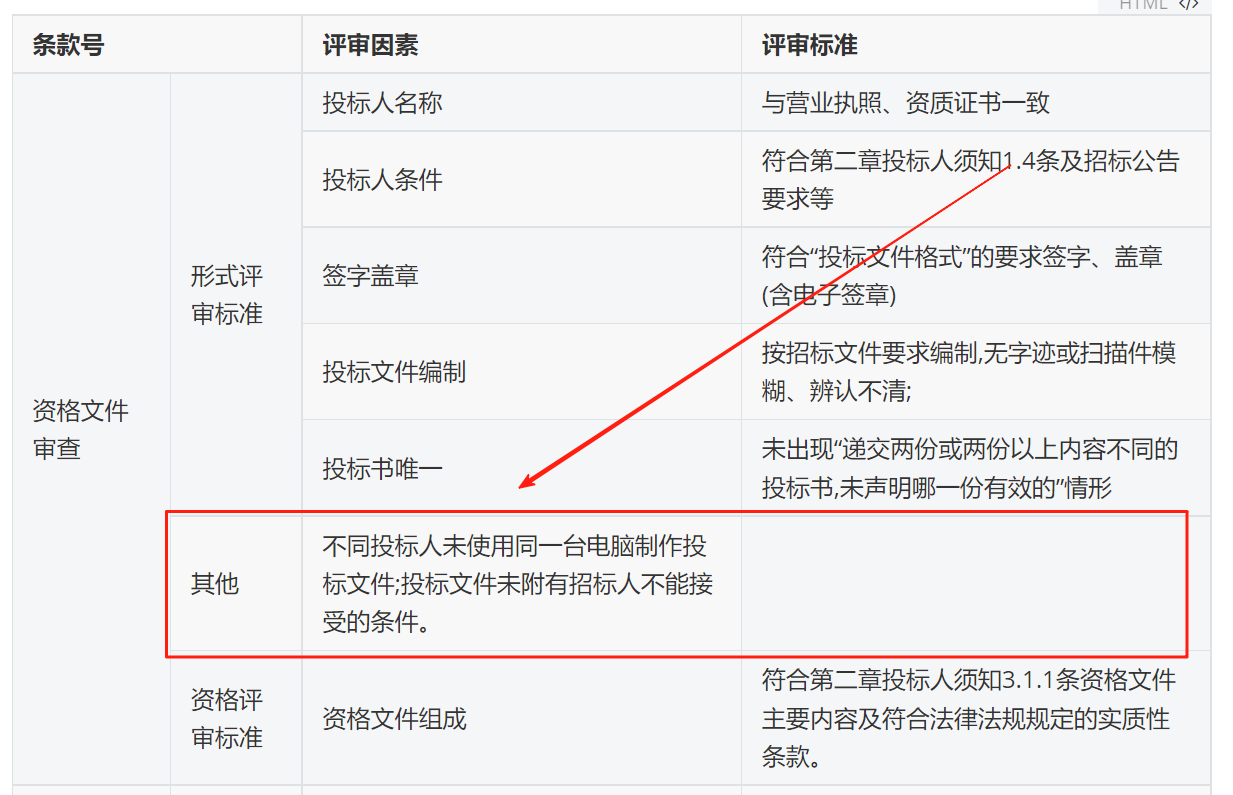 HTML </>
条款号 评审因素 评审标准
投标人名称 与营业执照、资质证书一致
投标人条件
符合第二章投标人须知1.4条及招标公告
要求等
形式评
审标准
签字盖章
符合“投标文件格式”的要求签字、盖章
(含电子签章)
投标文件编制
按招标文件要求编制,无字迹或扫描件模
糊、辨认不清;
资格文件
审查
投标书唯一
未出现“递交两份或两份以上内容不同的
投标书,未声明哪一份有效的”情形
其他
不同投标人未使用同一台电脑制作投
标文件;投标文件未附有招标人不能接
受的条件。
资格评
审标准
资格文件组成
符合第二章投标人须知3.1.1条资格文件
主要内容及符合法律法规规定的实质性
条款。